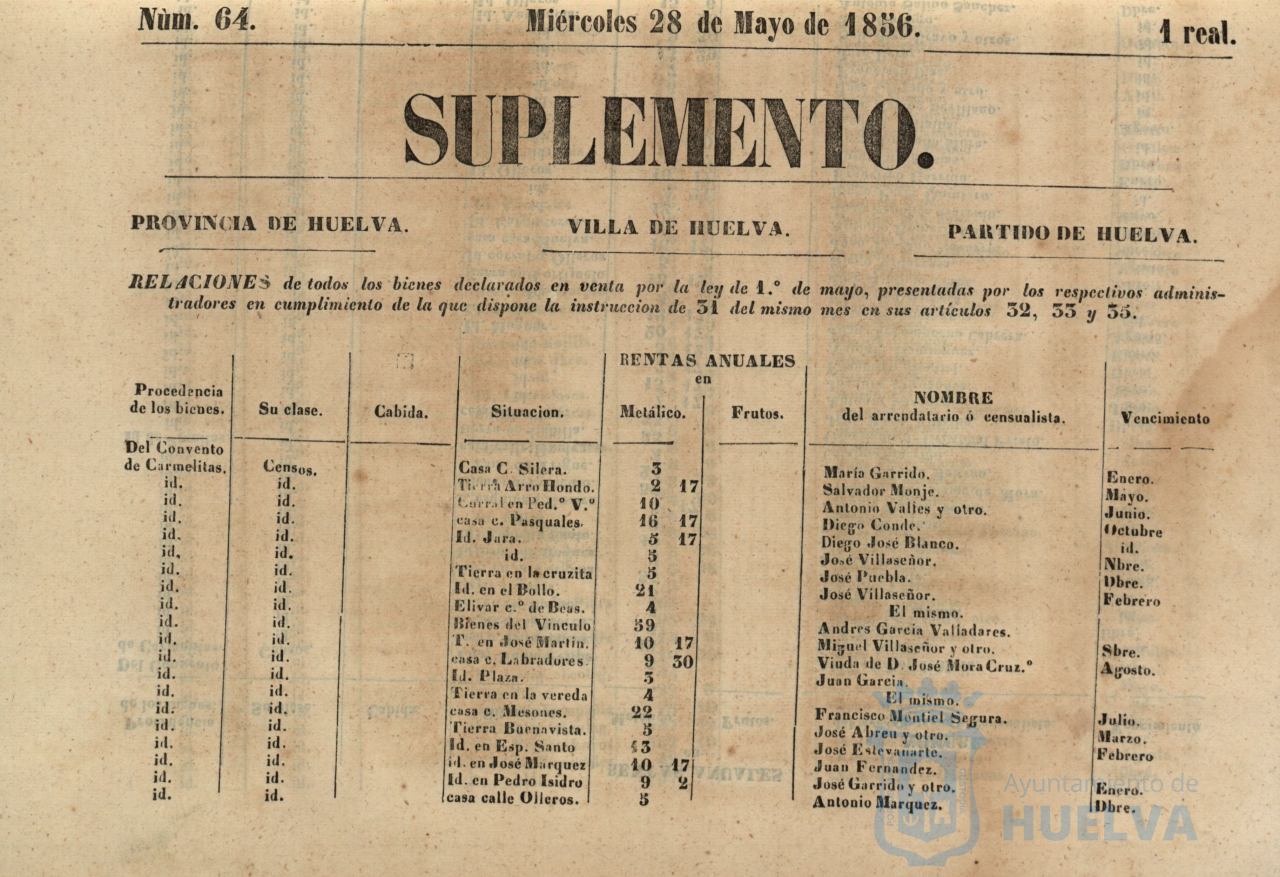 Núm. 64. Miércoles 28 de Mayo de 1856. 1 real.
SUPLEMENTO.
PROVINCIA DE HUELVA. VILLA DE HUELVA. PARTIDO DE HUELVA.
RELACIONES de todos los bienes declarados en venta por la ley de 1.º de mayo, presentadas por los respectivos adminis-
tradores en cumplimiento de la que dispone la instruccion de 31 del mismo mes en sus artículos 32, 33 y 35.
RENTAS ANUALES
en
Procedencia de los bienes. Su clase. Cabida. Situacion. Metálico. Frutos. NOMBRE del arrendatario ó censualista. Vencimiento
Del Convento
de Carmelitas. Censos. Casa C. Silera. 3 María Garrido. Enero.
id. id. Tierra Arro Hondo. 2 17 Salvador Monje. Mayo.
id. id. Corral en Ped.º V.º 10 Antonio Valles y otro. Junio.
id. id. casa c. Pasquales. 16 17 Diego Conde. Octubre
id. id. Id. Jara. 5 17 Diego José Blanco. id.
id. id. id. 5 José Villaseñor. Nbre.
id. id. Tierra en la cruzita 5 José Puebla. Dbre.
id. id. Id. en el Bollo. 21 José Villaseñor. Febrero
id. id. Elivar c.º de Beas. 4 El mismo.
id. id. Bienes del Vinculo 59 Andres Garcia Valladares.
id. id. T. en José Martin. 10 17 Miguel Villaseñor y otro. Sbre.
id. id. casa c. Labradores. 9 30 Viuda de D. José Mora Cruz.º Agosto.
id. id. Id. Plaza. 3 Juan Garcia.
id. id. Tierra en la vereda 4 El mismo.
id. id. casa c. Mesones. 22 Francisco Montiel Segura. Julio.
id. id. Tierra Buenavista. 5 José Abreu y otro. Marzo.
id. id. Id. en Esp. Santo 13 José Estevanarte. Febrero
id. id. id. en José Marquez 10 17 Juan Fernandez.
id. id. Id. en Pedro Isidro 9 2 José Garrido y otro. Enero.
id. id. casa calle Olleros. 5 Antonio Marquez. Dbre.
Ayuntamiento de
HUELVA